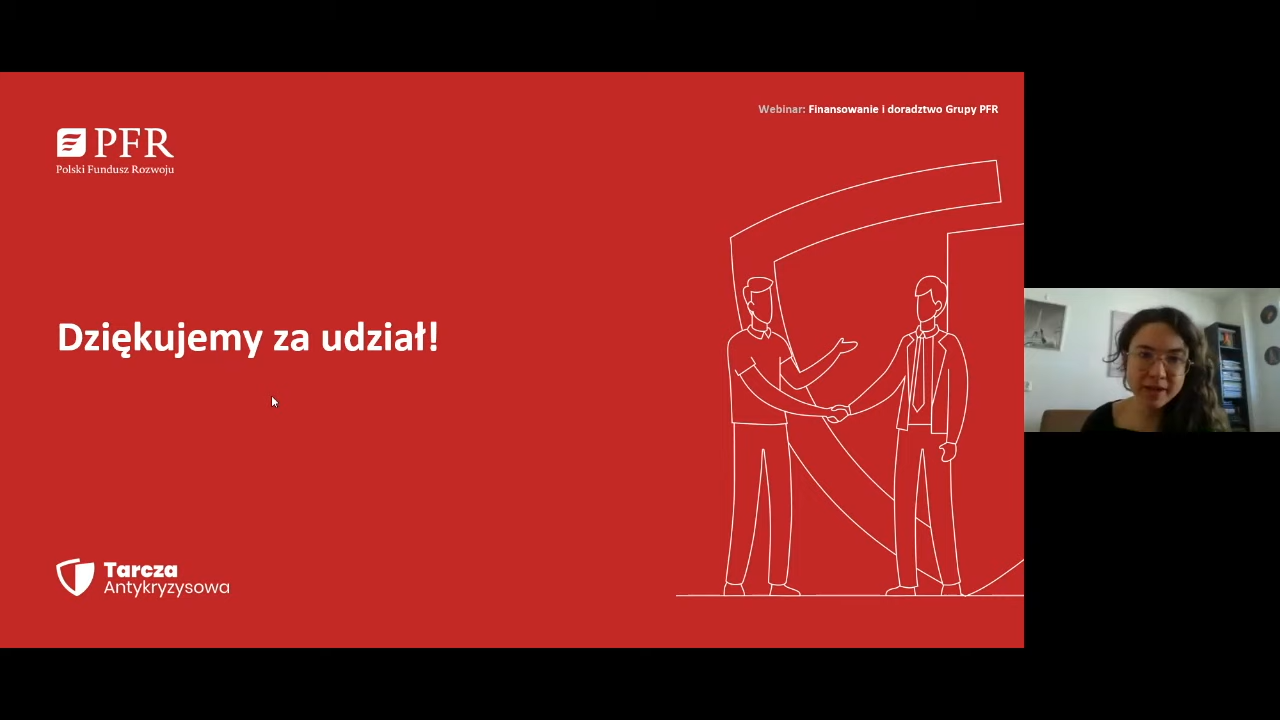 Webinar: Finansowanie i doradztwo Grupy PFR
PFR
Polski Fundusz Rozwoju
Dziękujemy za udział!
Tarcza
Antykryzysowa